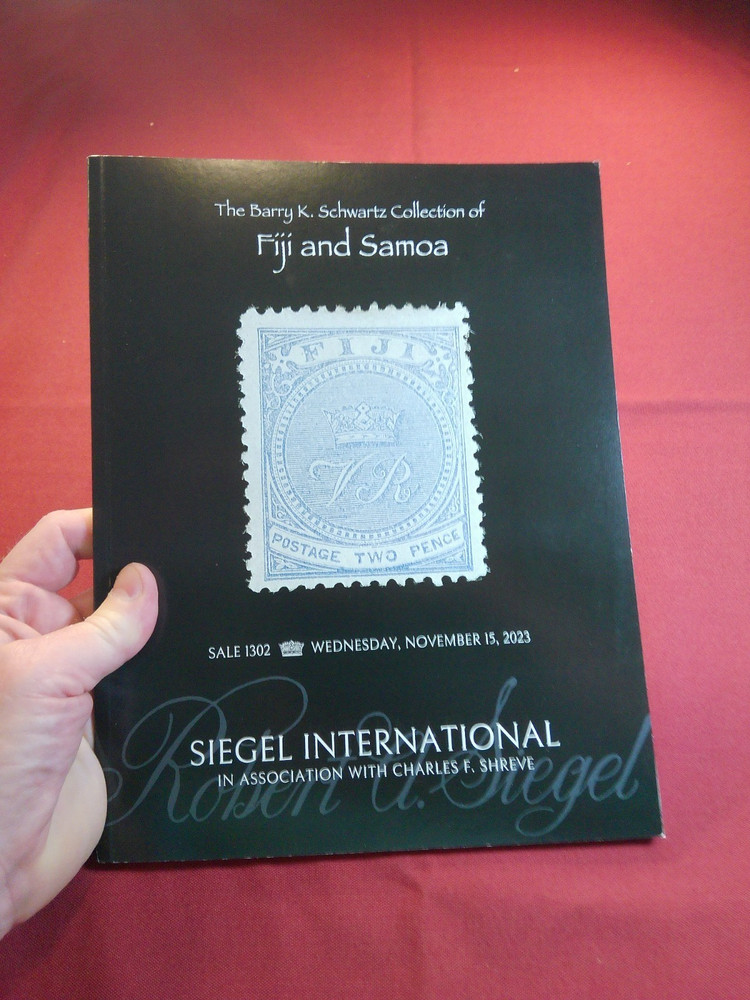 The Barry K. Schwartz Collection of
Fiji and Samoa
FIJI
VR
POSTAGE TWO PENCE
SALE 1302 WEDNESDAY, NOVEMBER 15, 2023
SIEGEL INTERNATIONAL
IN ASSOCIATION WITH CHARLES F. SHREVE
Robert A. Siegel